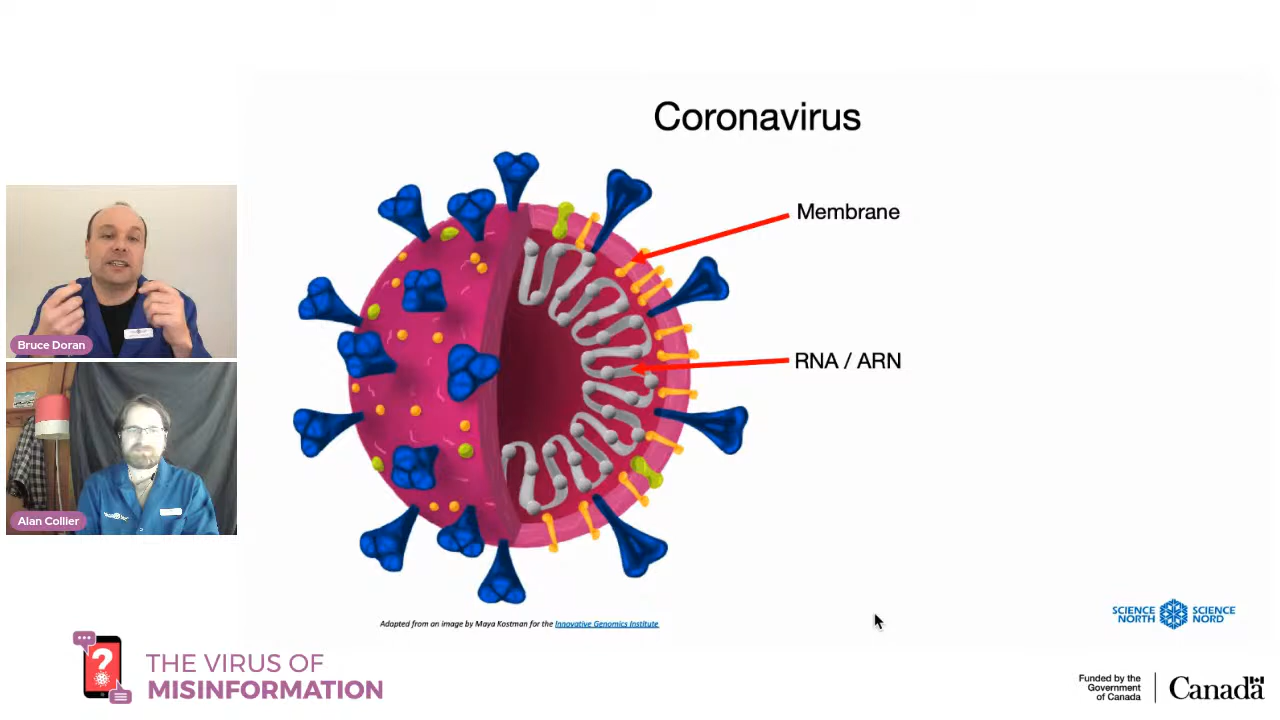 Coronavirus
Membrane
RNA / ARN
Bruce Doran
Alan Collier
Adapted from an image by Maya Kostman for the Innovative Genomics Institute
SCIENCE NORTH
SCIENCE NORD
?
THE VIRUS OF
MISINFORMATION
Funded by the
Government
of Canada
Canada